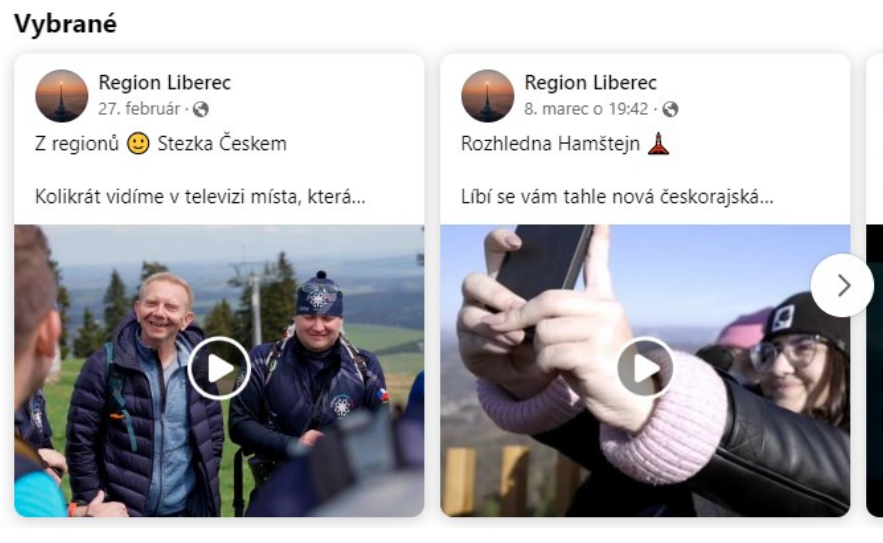 Vybrané
Region Liberec
27. február ·
Z regionů 🙂 Stezka Českem
Kolikrát vidíme v televizi místa, která...
Region Liberec
8. marec o 19:42 ·
Rozhledna Hamštejn 🗼
Líbí se vám tahle nová českorajská...